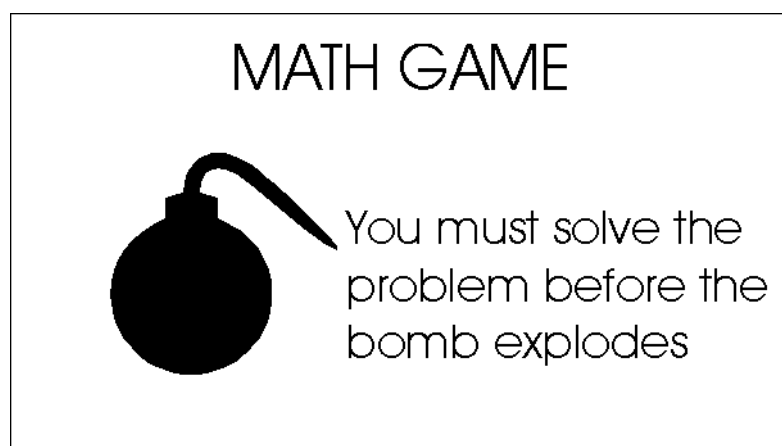 MATH GAME
You must solve the
problem before the
bomb explodes